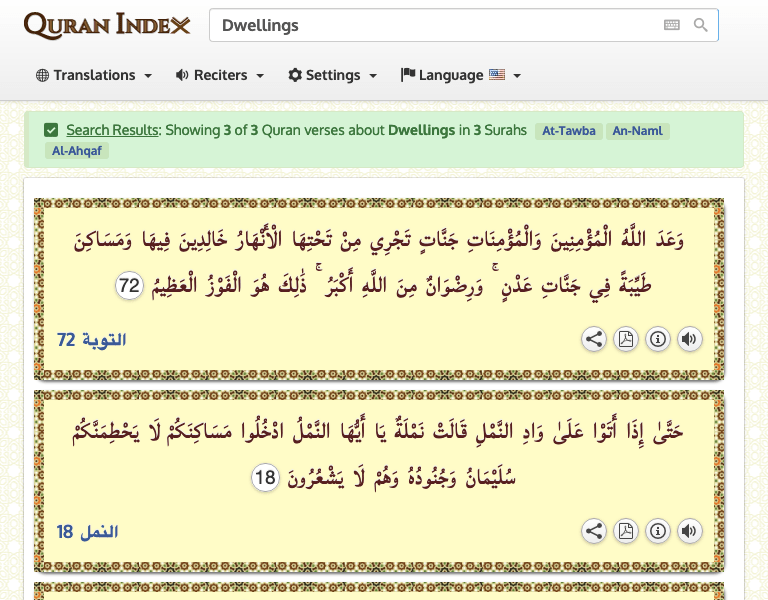 QURAN INDEX
Dwellings
Translations
Reciters
Settings
Language
Search Results: Showing 3 of 3 Quran verses about Dwellings in 3 Surahs At-Tawba An-Naml
Al-Ahqaf
وَعَدَ اللَّهُ الْمُؤْمِنِينَ وَالْمُؤْمِنَاتِ جَنَّاتٍ تَجْرِي مِنْ تَحْتِهَا الْأَنْهَارُ خَالِدِينَ فِيهَا وَمَسَاكِنَ
طَيِّبَةً فِي جَنَّاتِ عَدْنٍ ۚ وَرِضْوَانٌ مِنَ اللَّهِ أَكْبَرُ ۚ ذَٰلِكَ هُوَ الْفَوْزُ الْعَظِيمُ 72
التوبة 72
حَتَّىٰ إِذَا أَتَوْا عَلَىٰ وَادِ النَّمْلِ قَالَتْ نَمْلَةٌ يَا أَيُّهَا النَّمْلُ ادْخُلُوا مَسَاكِنَكُمْ لَا يَحْطِمَنَّكُمْ
سُلَيْمَانُ وَجُنُودُهُ وَهُمْ لَا يَشْعُرُونَ 18
النمل 18